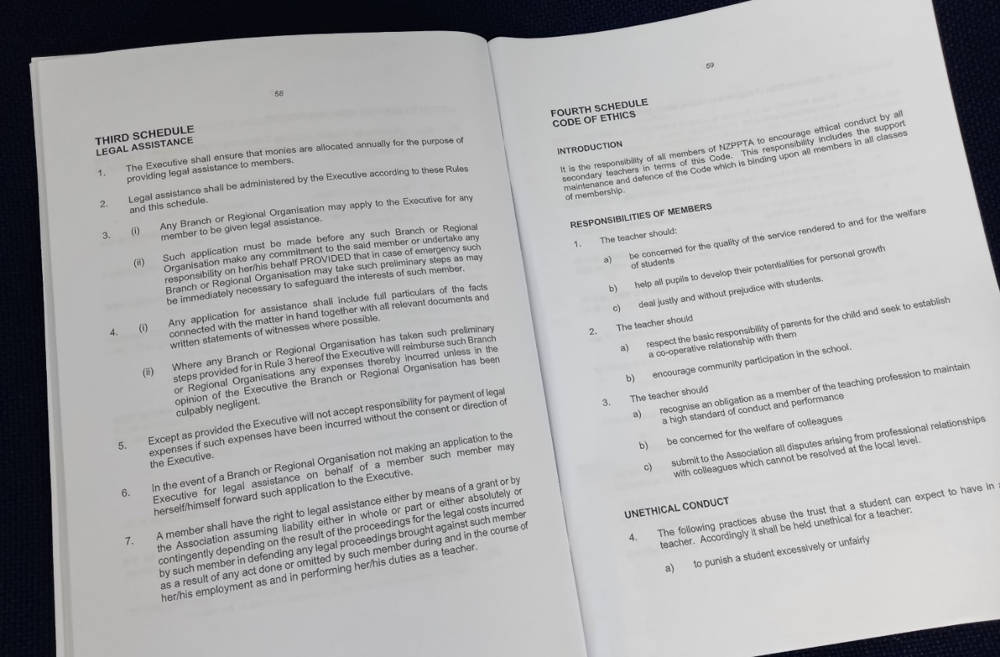 58
THIRD SCHEDULE
LEGAL ASSISTANCE
1. The Executive shall ensure that monies are allocated annually for the purpose of
providing legal assistance to members.
2. Legal assistance shall be administered by the Executive according to these Rules
and this schedule.
3. (i) Any Branch or Regional Organisation may apply to the Executive for any
member to be given legal assistance.
(ii) Such application must be made before any such Branch or Regional
Organisation make any commitment to the said member or undertake any
responsibility on her/his behalf PROVIDED that in case of emergency such
Branch or Regional Organisation may take such preliminary steps as may
be immediately necessary to safeguard the interests of such member.
4. (i) Any application for assistance shall include full particulars of the facts
connected with the matter in hand together with all relevant documents and
written statements of witnesses where possible.
(ii) Where any Branch or Regional Organisation has taken such preliminary
steps provided for in Rule 3 hereof the Executive will reimburse such Branch
or Regional Organisations any expenses thereby incurred unless in the
opinion of the Executive the Branch or Regional Organisation has been
culpably negligent.
5. Except as provided the Executive will not accept responsibility for payment of legal
expenses if such expenses have been incurred without the consent or direction of
the Executive.
6. In the event of a Branch or Regional Organisation not making an application to the
Executive for legal assistance on behalf of a member such member may
herself/himself forward such application to the Executive.
7. A member shall have the right to legal assistance either by means of a grant or by
the Association assuming liability either in whole or part or either absolutely or
contingently depending on the result of the proceedings for the legal costs incurred
by such member in defending any legal proceedings brought against such member
as a result of any act done or omitted by such member during and in the course of
her/his employment as and in performing her/his duties as a teacher.
59
FOURTH SCHEDULE
CODE OF ETHICS
INTRODUCTION
It is the responsibility of all members of NZPPTA to encourage ethical conduct by all
secondary teachers in terms of this Code. This responsibility includes the support
maintenance and defence of the Code which is binding upon all members in all classes
of membership.
RESPONSIBILITIES OF MEMBERS
1. The teacher should:
a) be concerned for the quality of the service rendered to and for the welfare
of students
b) help all pupils to develop their potentialities for personal growth
c) deal justly and without prejudice with students.
2. The teacher should
a) respect the basic responsibility of parents for the child and seek to establish
a co-operative relationship with them
b) encourage community participation in the school.
3. The teacher should
a) recognise an obligation as a member of the teaching profession to maintain
a high standard of conduct and performance
b) be concerned for the welfare of colleagues
c) submit to the Association all disputes arising from professional relationships
with colleagues which cannot be resolved at the local level.
UNETHICAL CONDUCT
4. The following practices abuse the trust that a student can expect to have in a
teacher. Accordingly it shall be held unethical for a teacher:
a) to punish a student excessively or unfairly